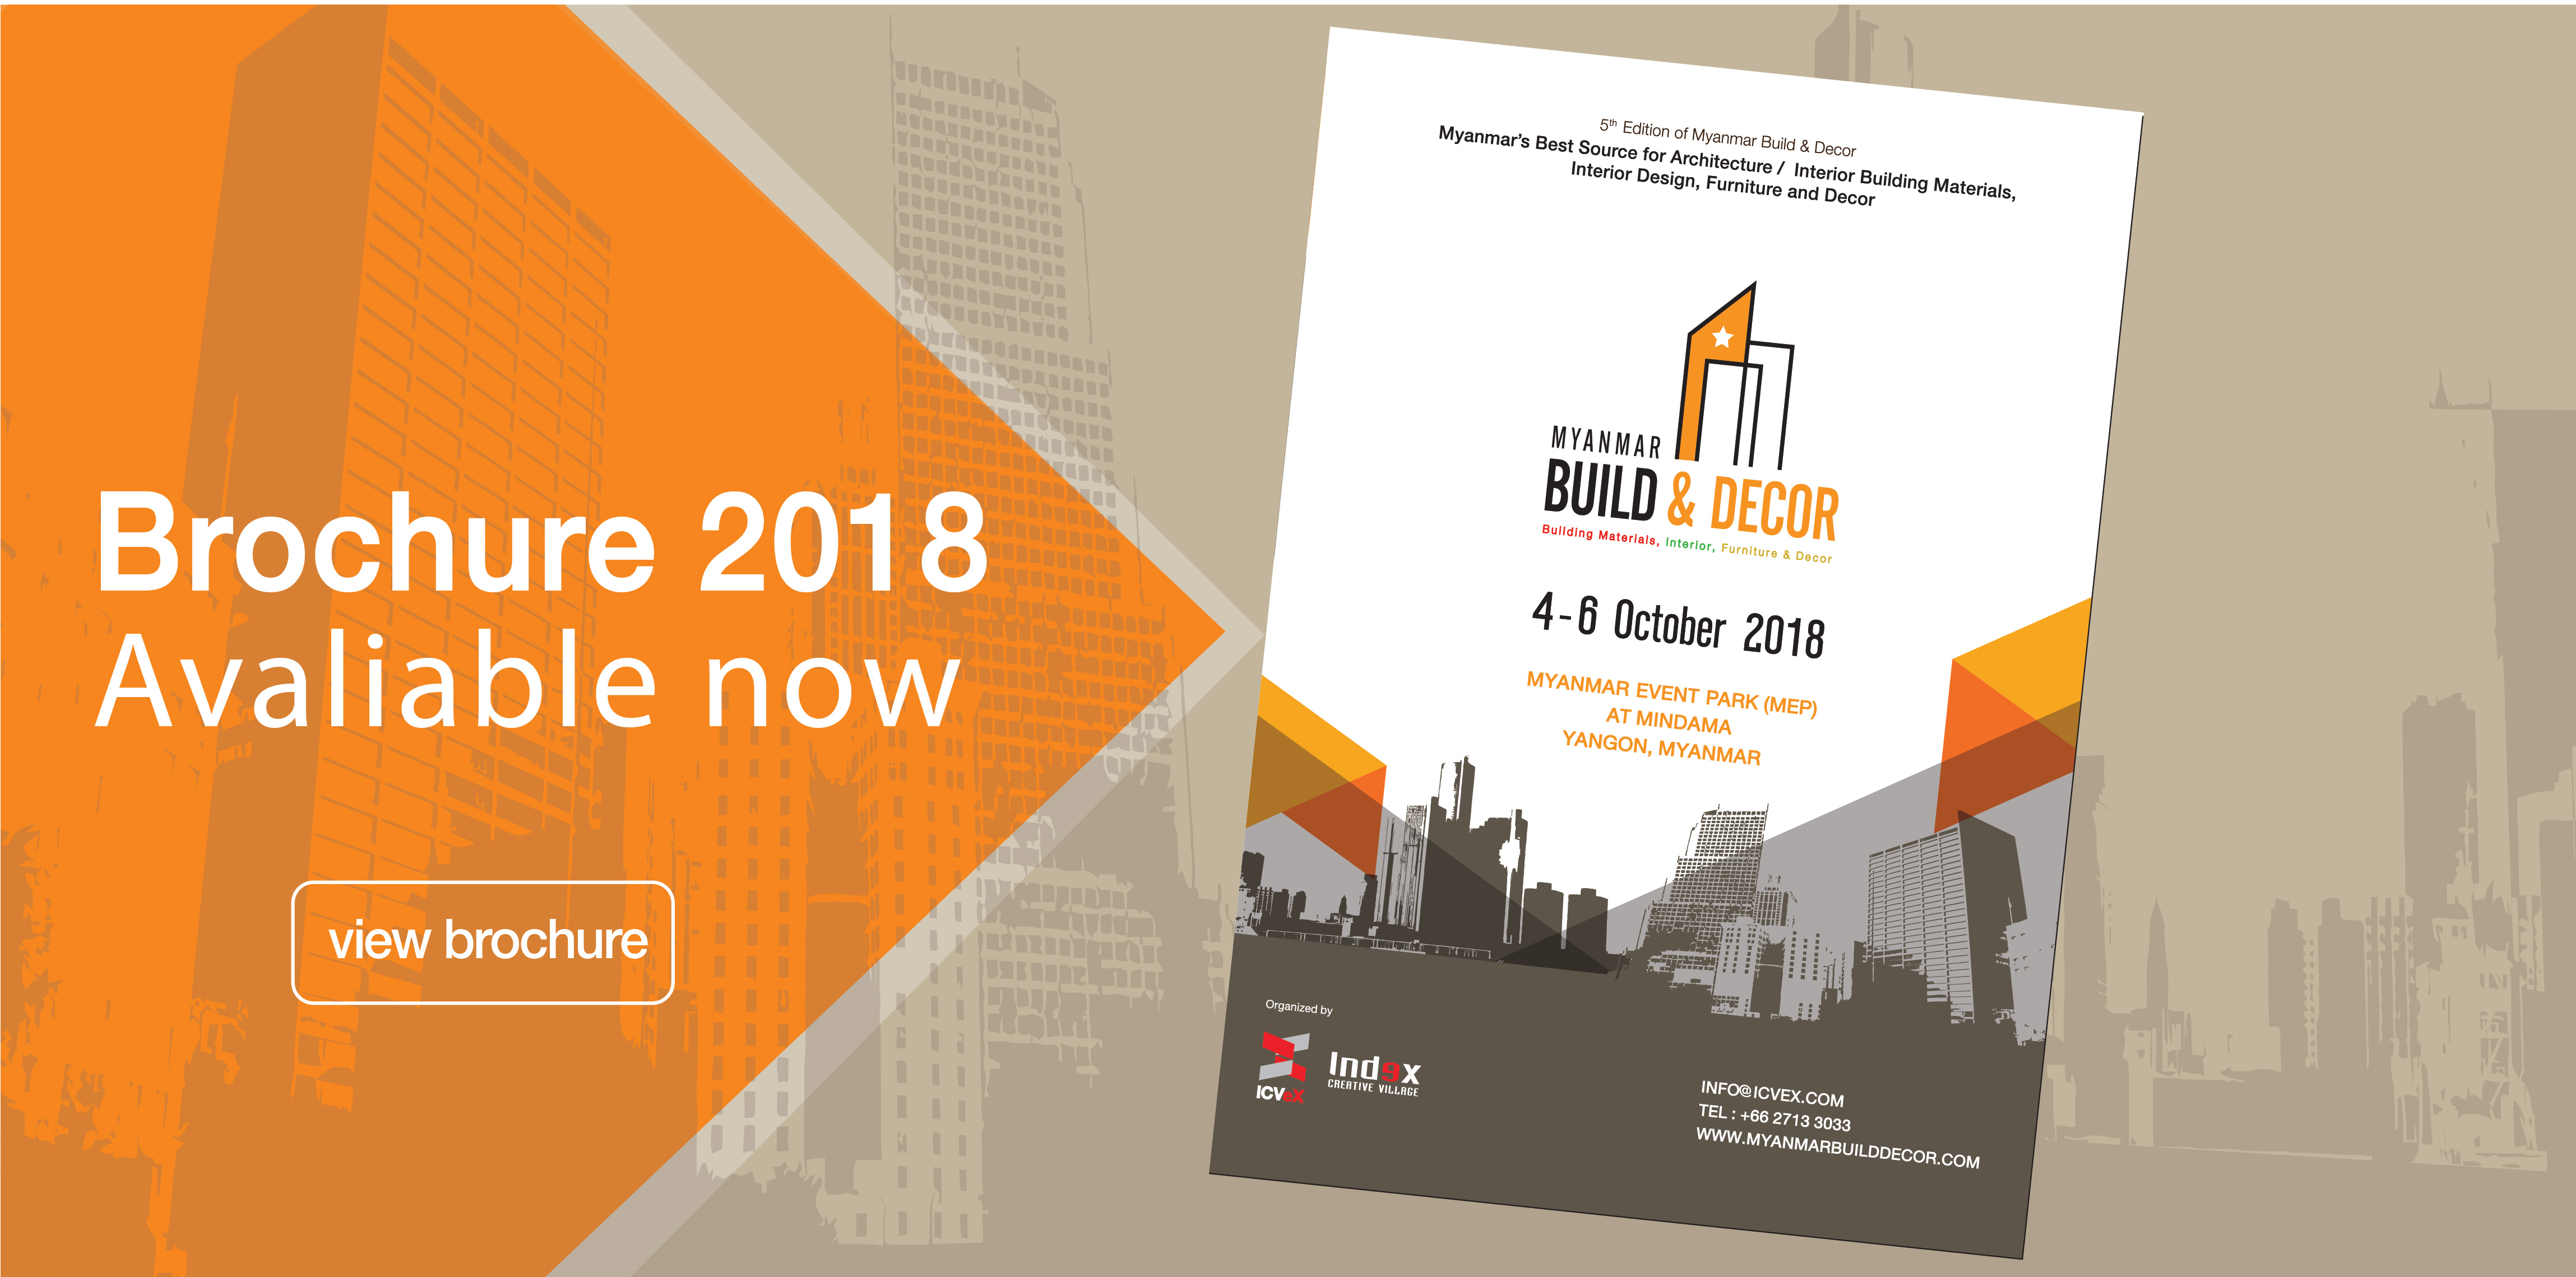 Brochure 2018
Avaliable now
view brochure
5th Edition of Myanmar Build & Decor
Myanmar's Best Source for Architecture / Interior Building Materials,
Interior Design, Furniture and Decor
MYANMAR
BUILD & DECOR
Building Materials, Interior, Furniture & Decor
4-6 October 2018
MYANMAR EVENT PARK (MEP)
AT MINDAMA
YANGON, MYANMAR
Organized by
ICVeX
Index
CREATIVE VILLAGE
INFO@ICVEX.COM
TEL : +66 2713 3033
WWW.MYANMARBUILDDECOR.COM